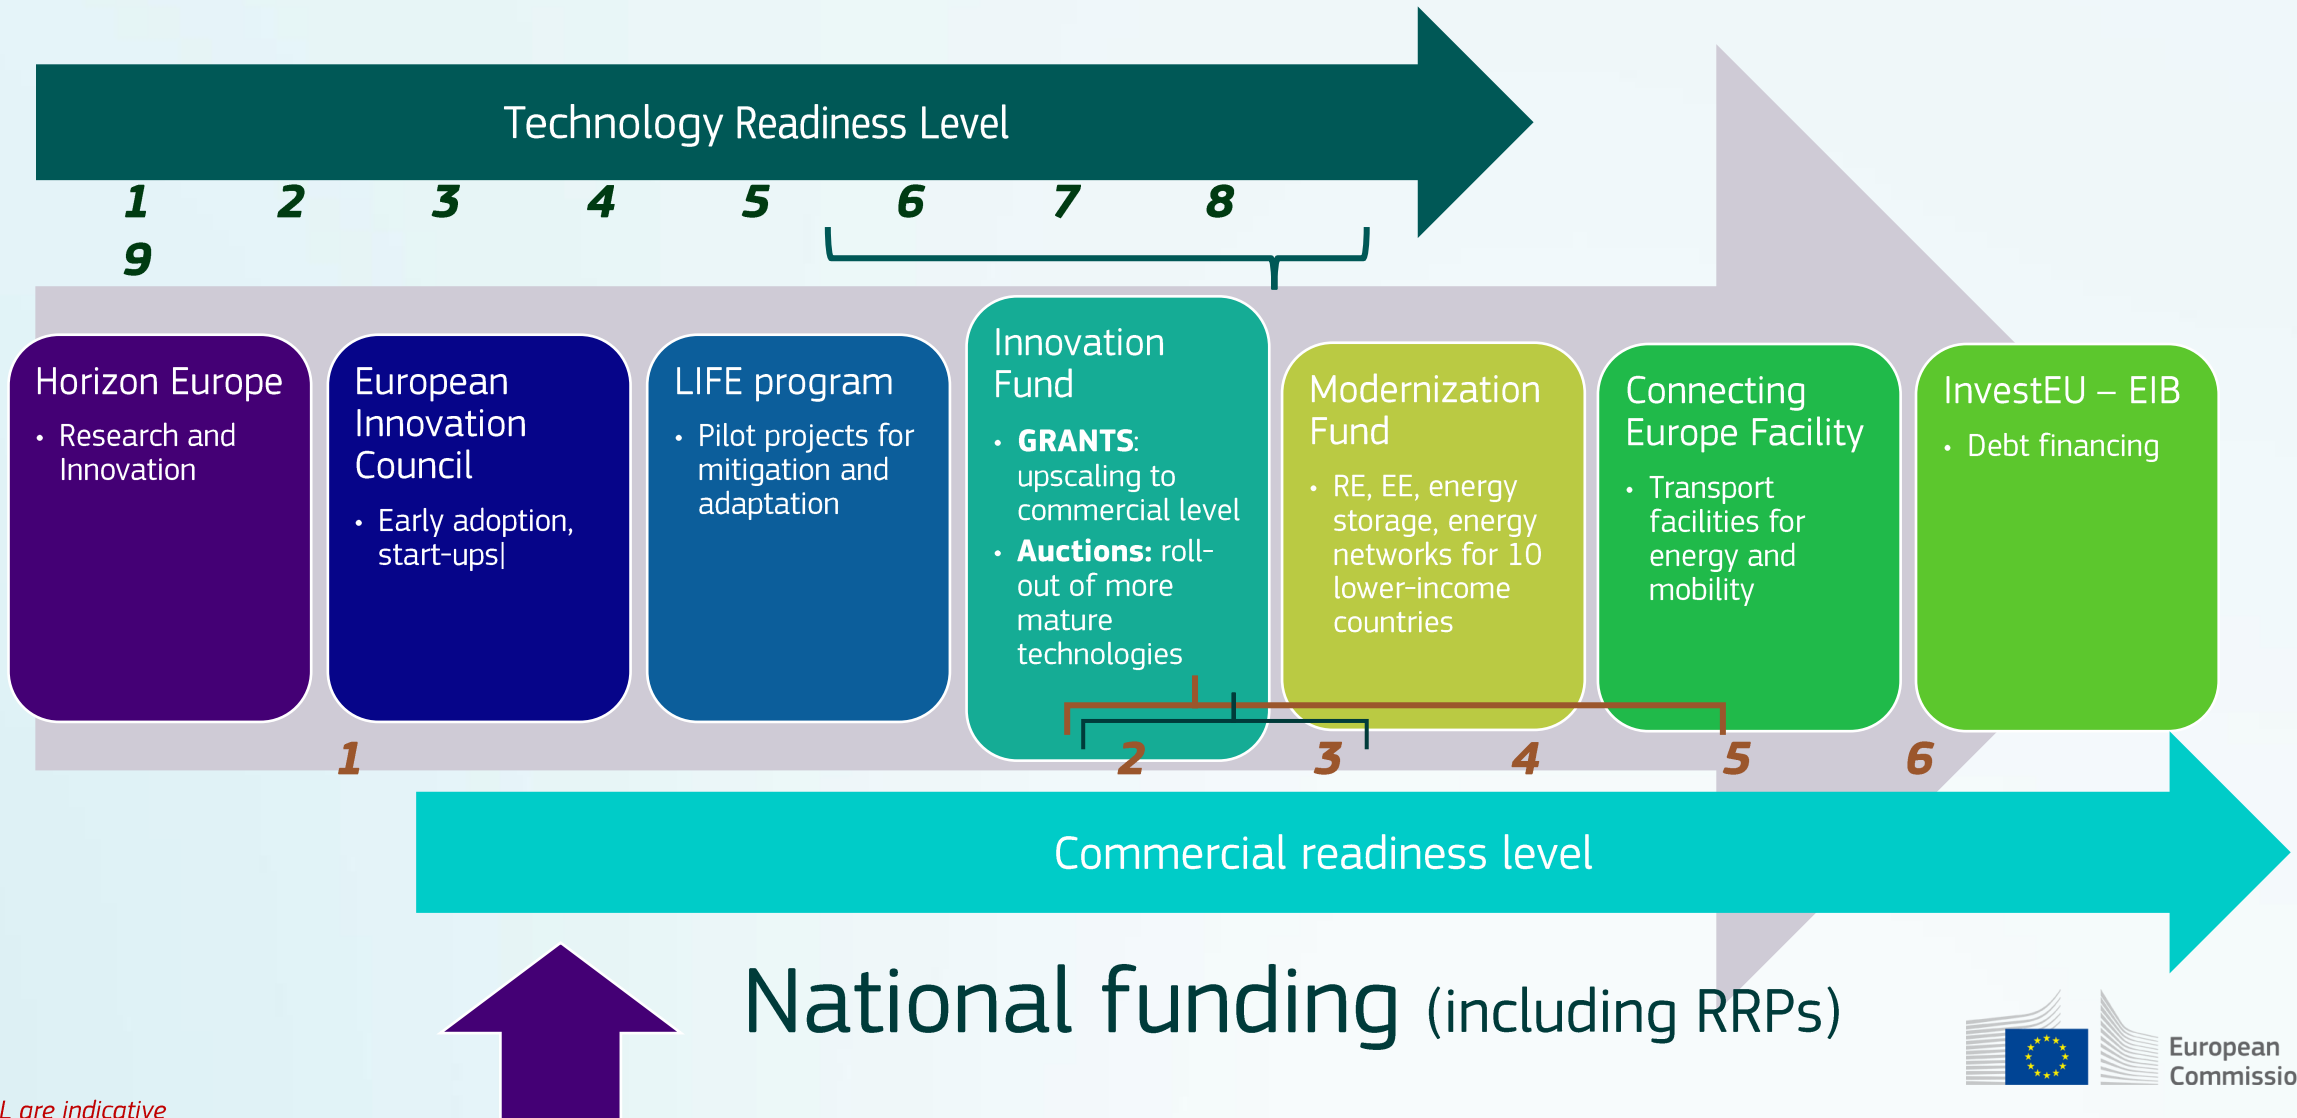 Technology Readiness Level
1 2 3 4 5 6 7 8
9
Horizon Europe
• Research and
Innovation
European
Innovation
Council
• Early adoption,
start-ups|
LIFE program
• Pilot projects for
mitigation and
adaptation
Innovation
Fund
• GRANTS:
upscaling to
commercial level
• Auctions: roll-
out of more
mature
technologies
Modernization
Fund
• RE, EE, energy
storage, energy
networks for 10
lower-income
countries
Connecting
Europe Facility
• Transport
facilities for
energy and
mobility
InvestEU – EIB
• Debt financing
1 2 3 4 5 6
Commercial readiness level
National funding (including RRPs)
European
Commissio
L are indicative